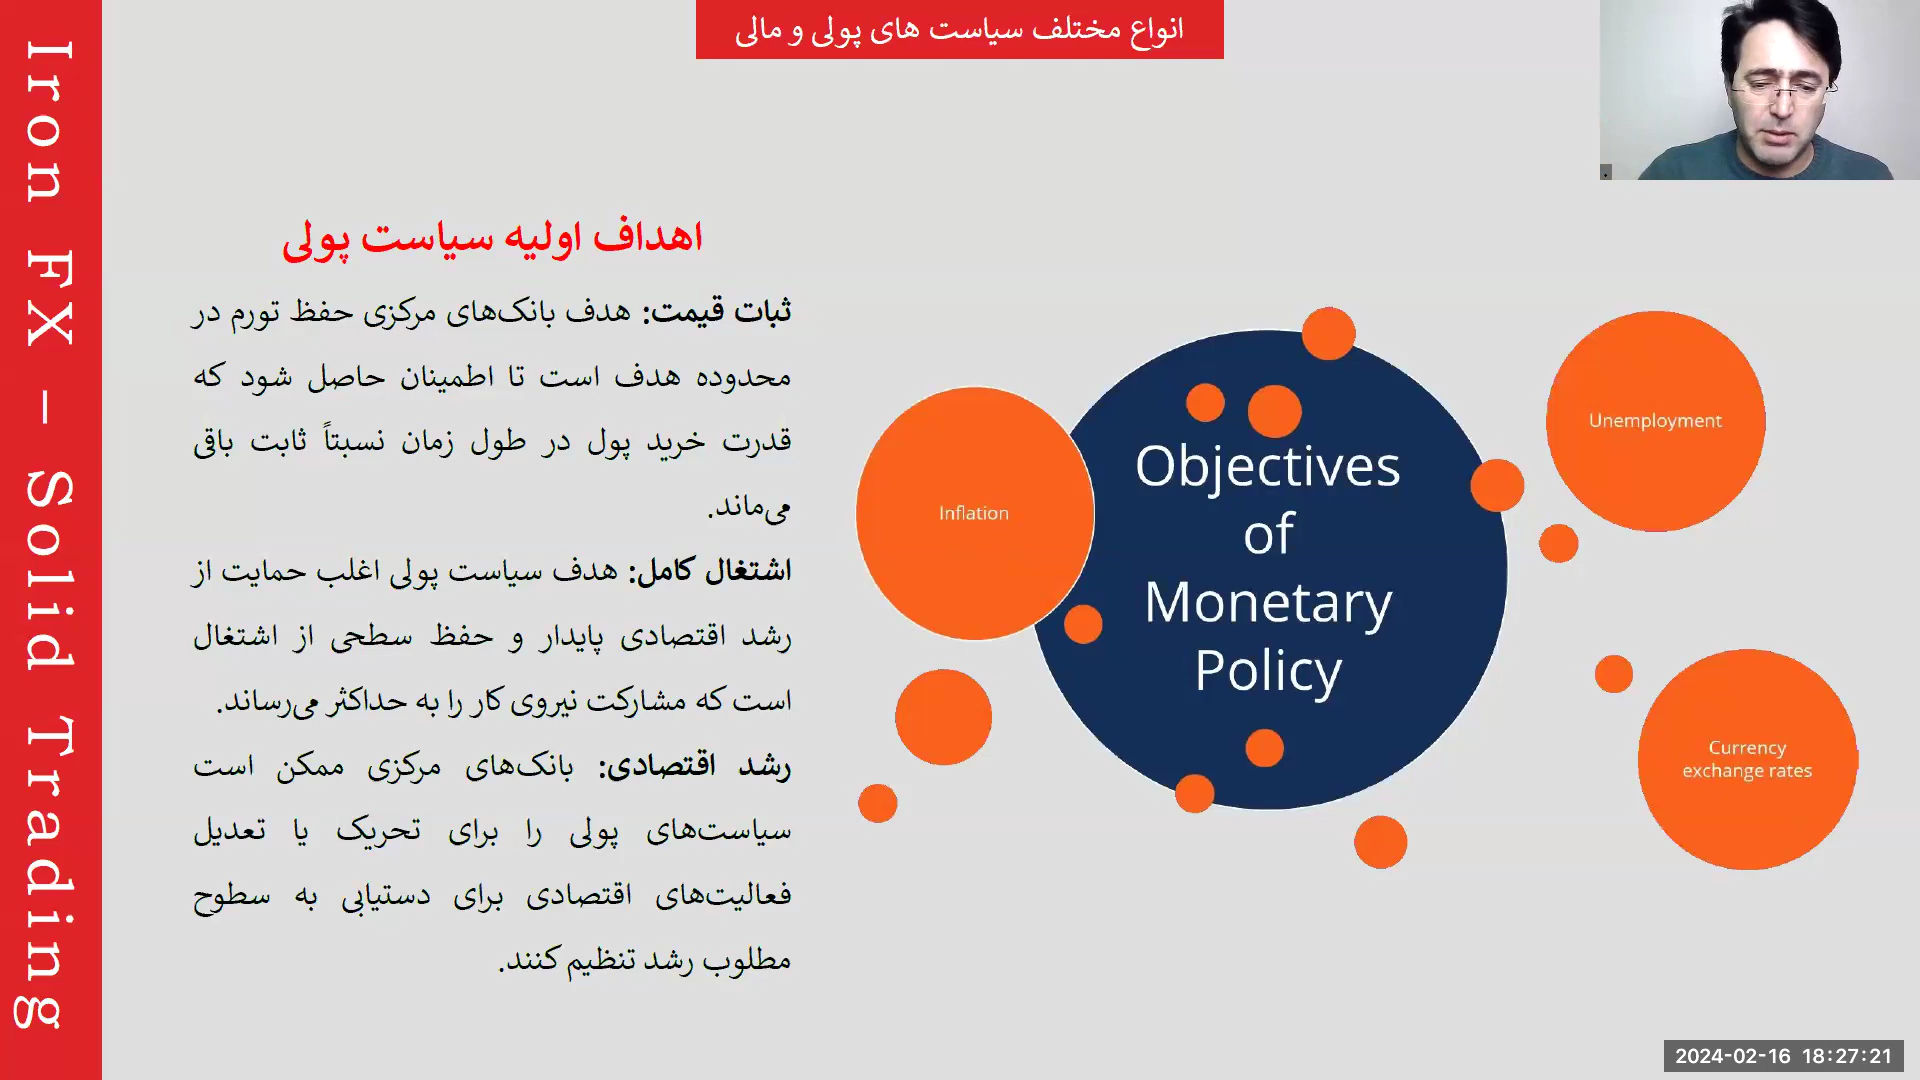 انواع مختلف سیاست های پولی و مالی
Iron FX – Solid Trading
اهداف اولیه سیاست پولی
ثبات قیمت: هدف بانک‌های مرکزی حفظ تورم در
محدوده هدف است تا اطمینان حاصل شود که
قدرت خرید پول در طول زمان نسبتاً ثابت باقی
می‌ماند.
اشتغال کامل: هدف سیاست پولی اغلب حمایت از
رشد اقتصادی پایدار و حفظ سطحی از اشتغال
است که مشارکت نیروی کار را به حداکثر می‌رساند.
رشد اقتصادی: بانک‌های مرکزی ممکن است
سیاست‌های پولی را برای تحریک یا تعدیل
فعالیت‌های اقتصادی برای دستیابی به سطوح
مطلوب رشد تنظیم کنند.
Inflation
Objectives
of
Monetary
Policy
Unemployment
Currency
exchange rates
2024-02-16 18:27:21